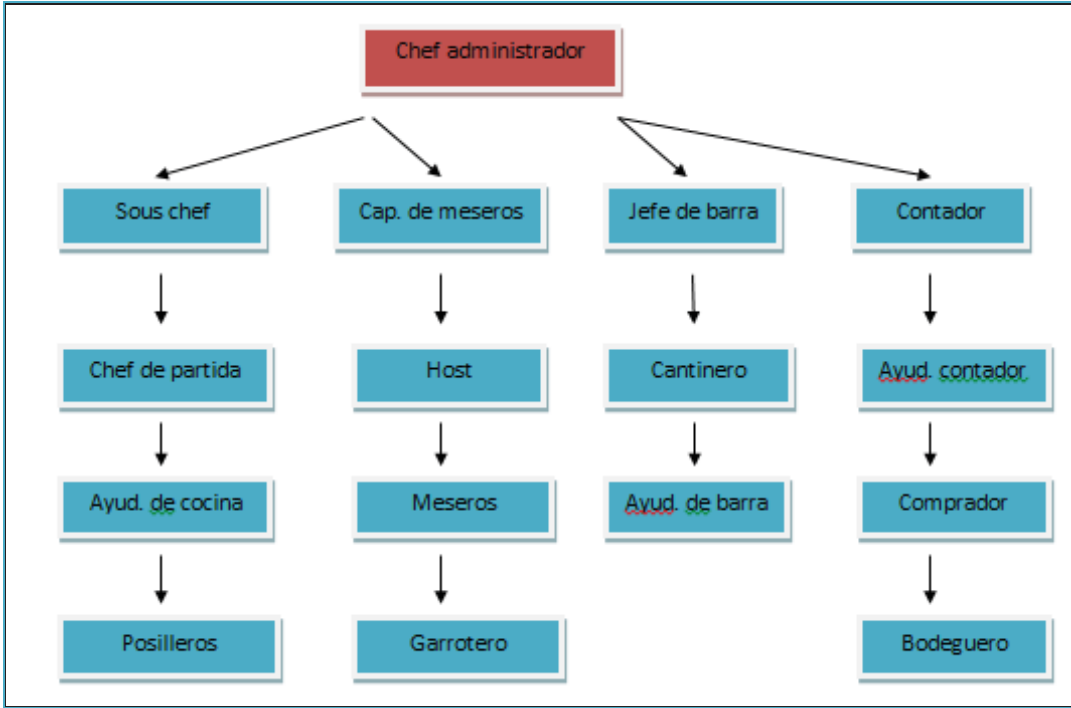 Chef administrador
Sous chef
Cap. de meseros
Jefe de barra
Contador
Chef de partida
Host
Cantinero
Ayud. contador
Ayud. de cocina
Meseros
Ayud. de barra
Comprador
Posilleros
Garrotero
Bodeguero